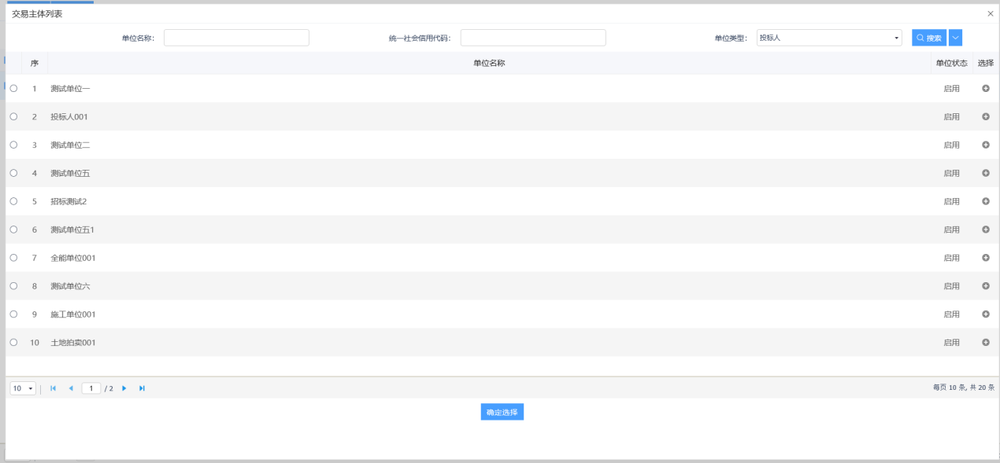 交易主体列表
单位名称: 统一社会信用代码: 单位类型: 投标人 搜索
序 单位名称 单位状态 选择
1 测试单位一 启用
2 投标人001 启用
3 测试单位二 启用
4 测试单位五 启用
5 招标测试2 启用
6 测试单位五1 启用
7 全能单位001 启用
8 测试单位六 启用
9 施工单位001 启用
10 土地拍卖001 启用
10 1 / 2 每页 10 条, 共 20 条
确定选择